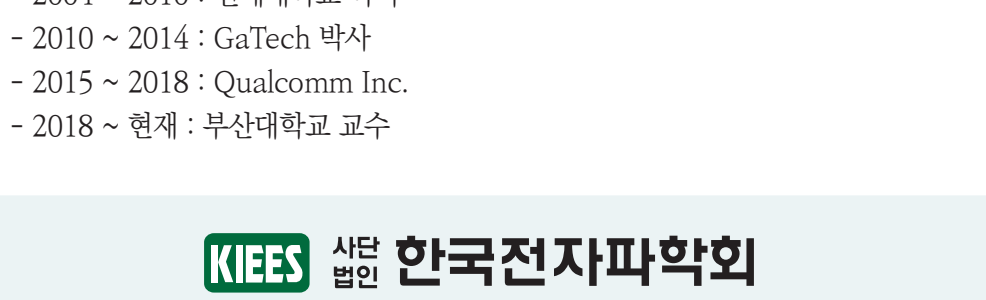 - 2010 ~ 2014 : GaTech 박사
- 2015 ~ 2018 : Qualcomm Inc.
- 2018 ~ 현재 : 부산대학교 교수
KIEES 사단법인 한국전자파학회